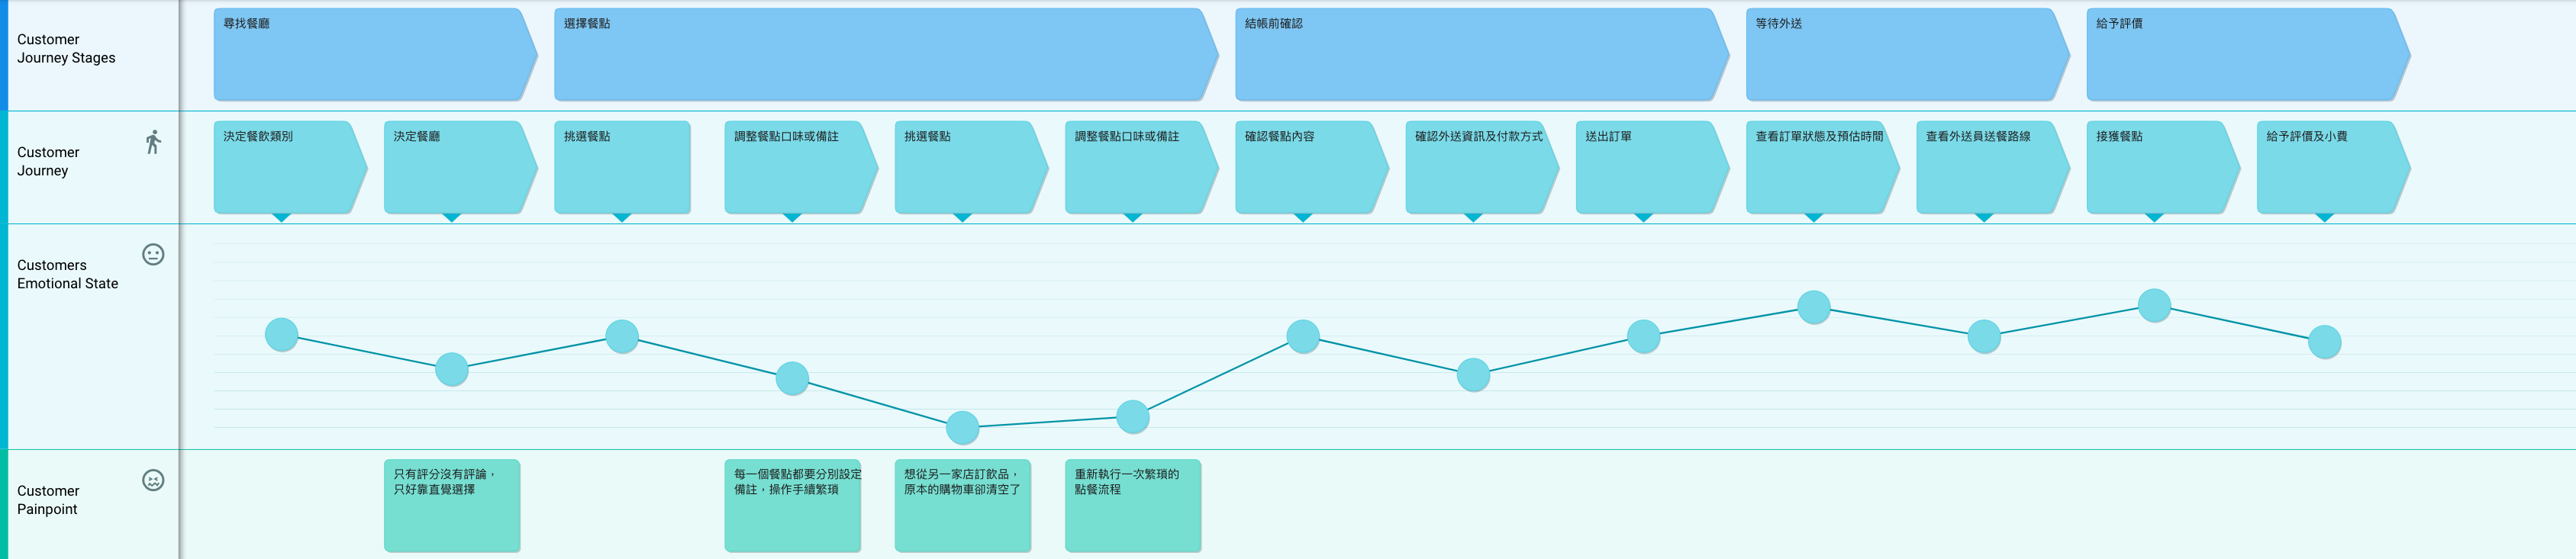 Customer
Journey Stages
尋找餐廳
選擇餐點
結帳前確認
等待外送
給予評價
Customer
Journey
決定餐飲類別
決定餐廳
挑選餐點
調整餐點口味或備註
挑選餐點
調整餐點口味或備註
確認餐點內容
確認外送資訊及付款方式
送出訂單
查看訂單狀態及預估時間
查看外送員送餐路線
接獲餐點
給予評價及小費
Customers
Emotional State
Customer
Painpoint
只有評分沒有評論，
只好靠直覺選擇
每一個餐點都要分別設定
備註，操作手續繁瑣
想從另一家店訂飲品，
原本的購物車卻清空了
重新執行一次繁瑣的
點餐流程